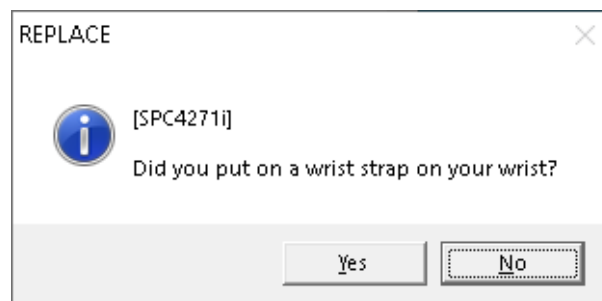 REPLACE
[SPC4271i]
Did you put on a wrist strap on your wrist?
Yes
No